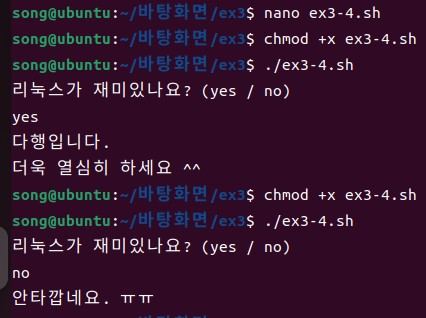 song@ubuntu:~/바탕화면/ex3$ nano ex3-4.sh
song@ubuntu:~/바탕화면/ex3$ chmod +x ex3-4.sh
song@ubuntu:~/바탕화면/ex3$ ./ex3-4.sh
리눅스가 재미있나요? (yes / no)
yes
다행입니다.
더욱 열심히 하세요 ^^
song@ubuntu:~/바탕화면/ex3$ chmod +x ex3-4.sh
song@ubuntu:~/바탕화면/ex3$ ./ex3-4.sh
리눅스가 재미있나요? (yes / no)
no
안타깝네요. ㅠㅠ